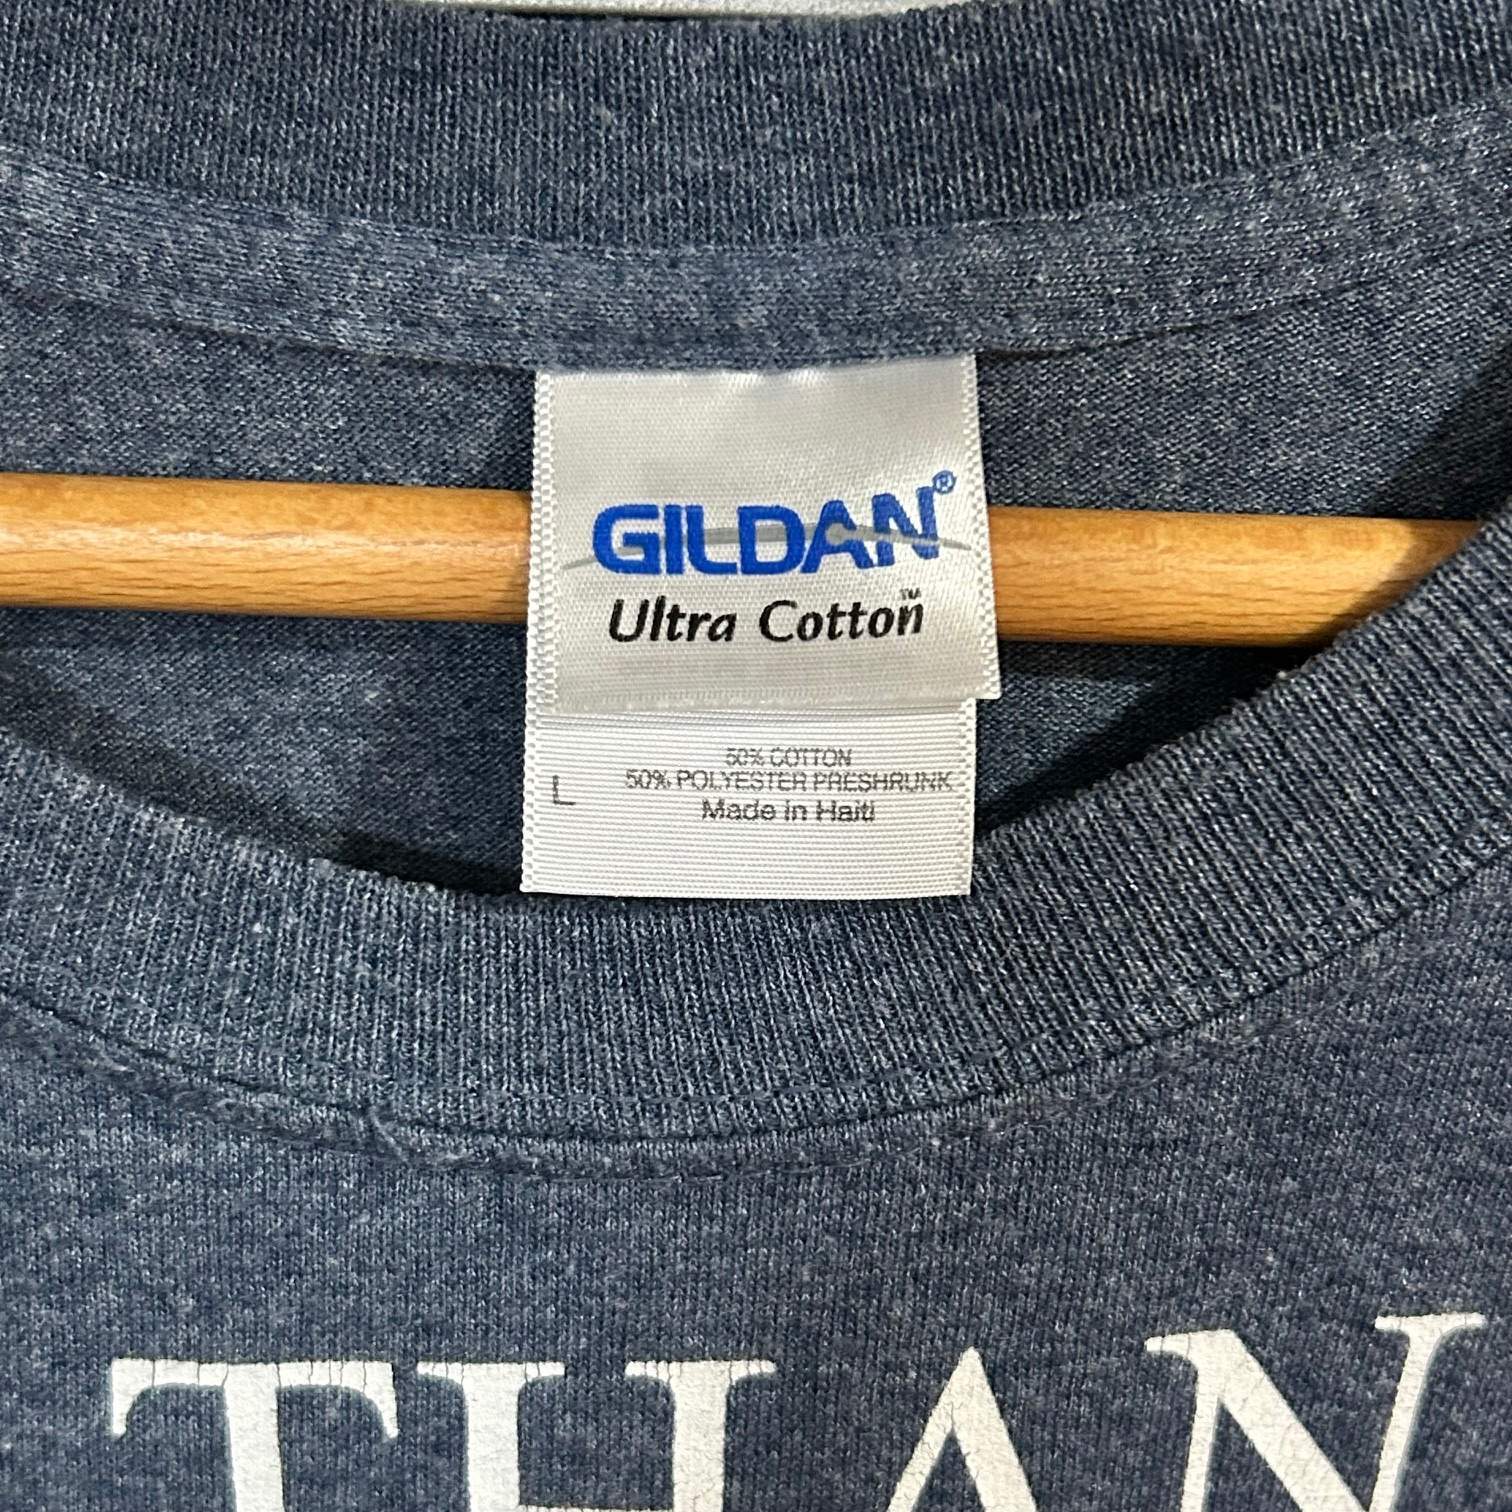 GILDAN®
Ultra Cotton™
50% COTTON
50% POLYESTER PRESHRUNK
L
Made in Haiti
THAN